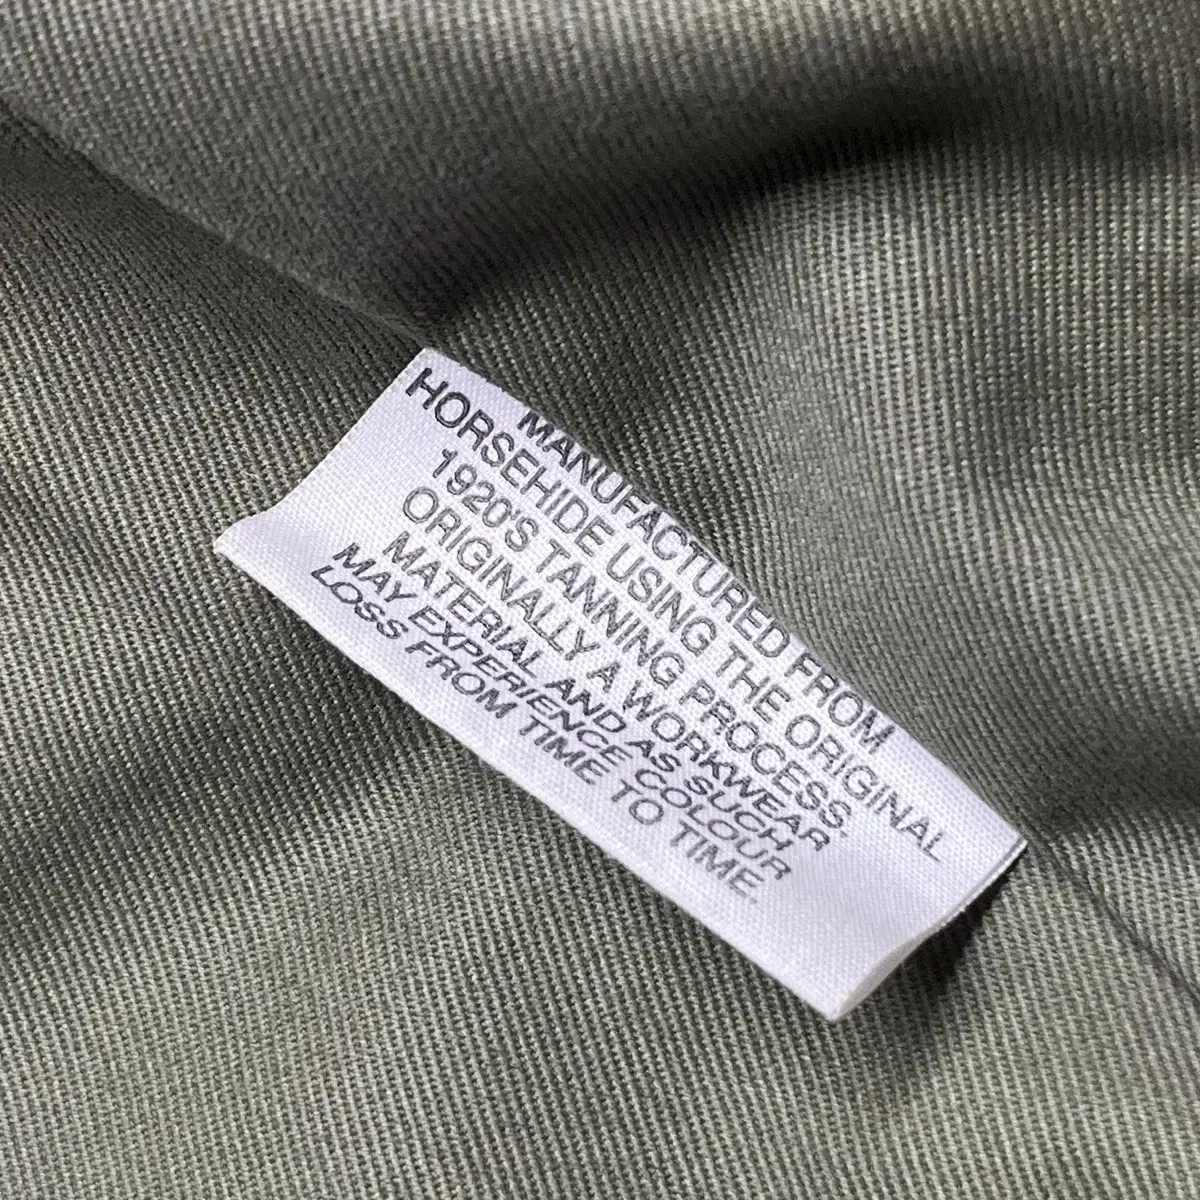 MANUFACTURED FROM
HORSEHIDE USING THE ORIGINAL
1920'S TANNING PROCESS.
ORIGINALLY A WORKWEAR
MATERIAL AND AS SUCH
MAY EXPERIENCE COLOUR
LOSS FROM TIME TO TIME.